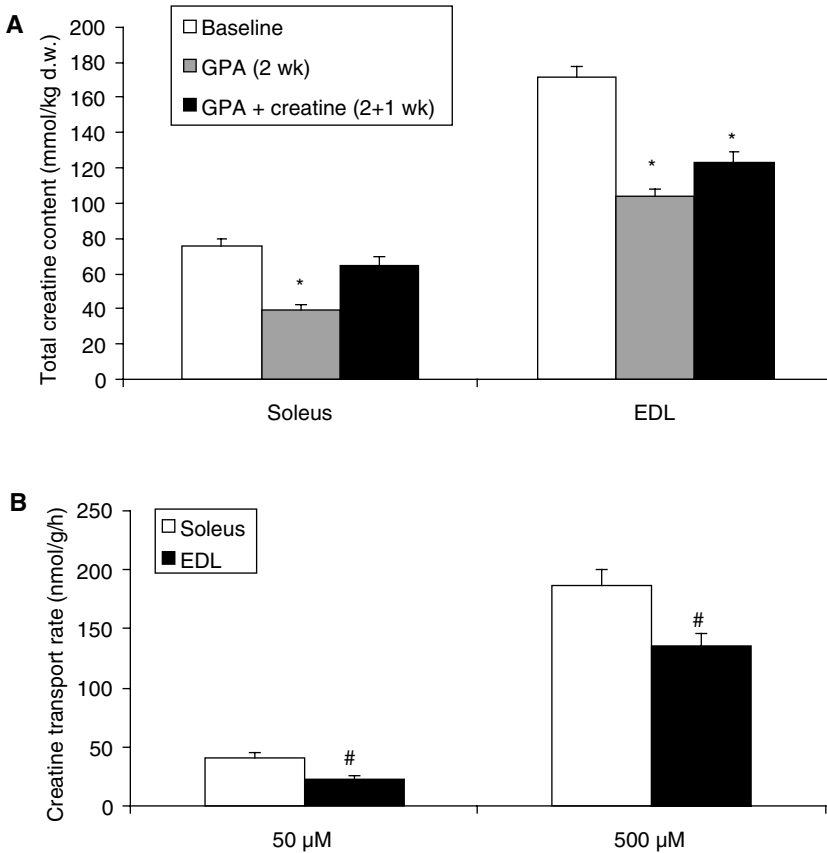 A
Total creatine content (mmol/kg d.w.)
200
180
160
140
120
100
80
60
40
20
0
Baseline
GPA (2 wk)
GPA + creatine (2+1 wk)
*
*
*
Soleus
EDL
B
Creatine transport rate (nmol/g/h)
250
200
150
100
50
0
Soleus
EDL
#
#
50 µM
500 µM